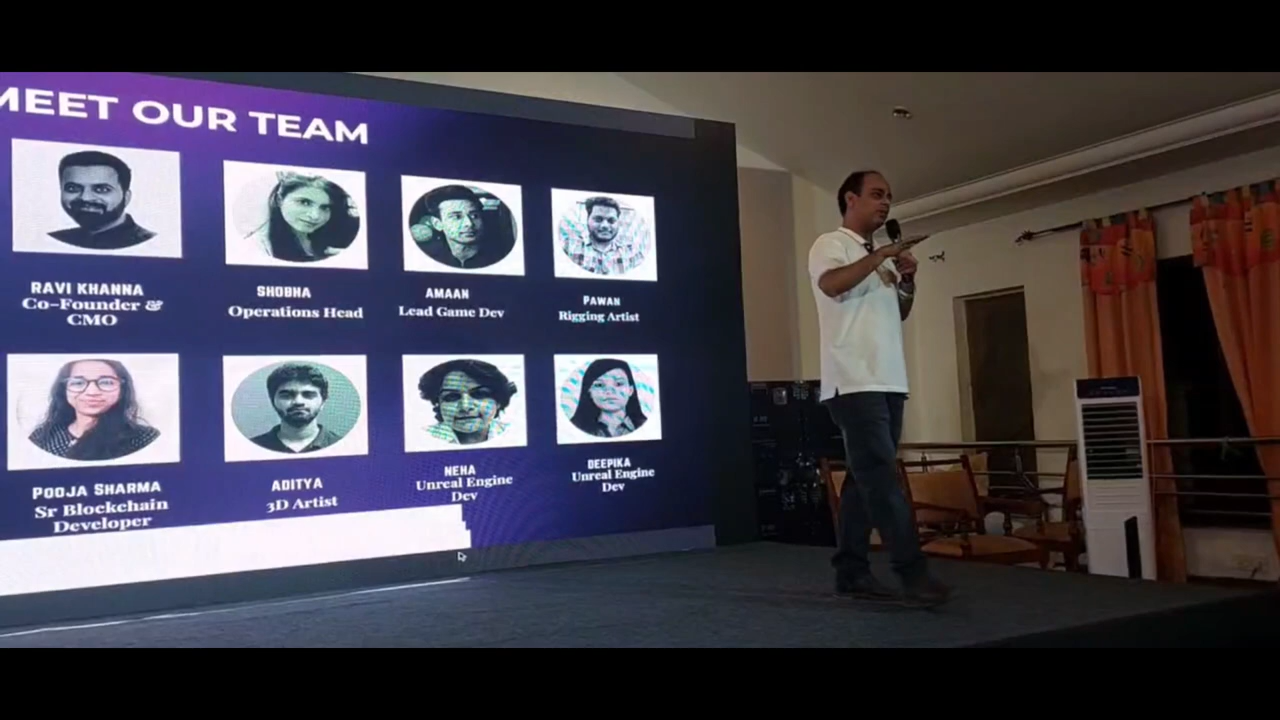 MEET OUR TEAM
RAVI KHANNA
Co-Founder &
CMO
SHOBHA
Operations Head
AMAAN
Lead Game Dev
PAWAN
Rigging Artist
POOJA SHARMA
Sr Blockchain
Developer
ADITYA
3D Artist
NEHA
Unreal Engine
Dev
DEEPIKA
Unreal Engine
Dev